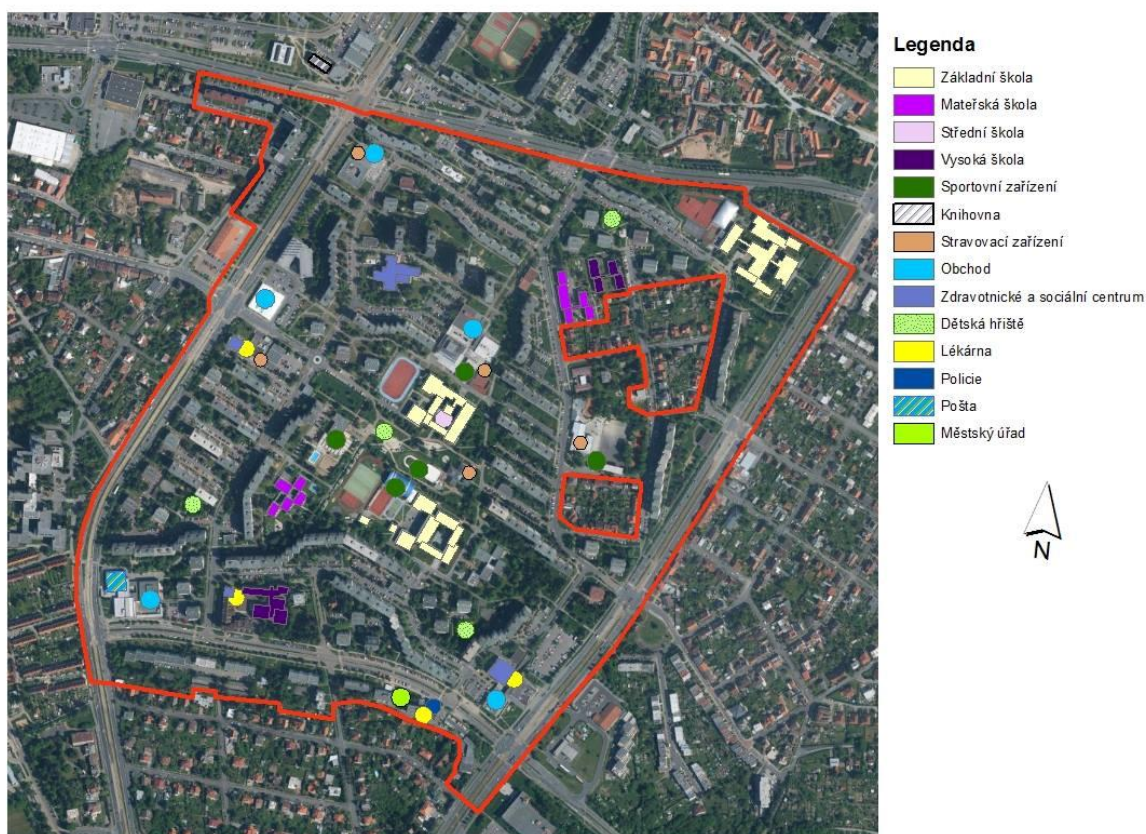 Legenda
Základní škola
Mateřská škola
Střední škola
Vysoká škola
Sportovní zařízení
Knihovna
Stravovací zařízení
Obchod
Zdravotnické a sociální centrum
Dětská hřiště
Lékárna
Policie
Pošta
Městský úřad
N